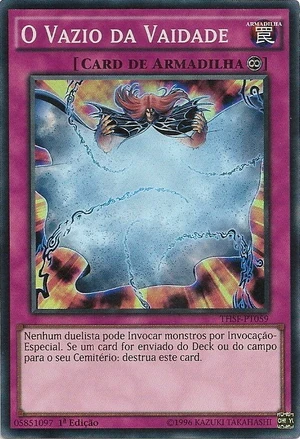 O Vazio da Vaidade
ARMADILHA
罠
[Card de Armadilha ]
THSF-PT059
Nenhum duelista pode Invocar monstros por Invocação-
Especial. Se um card for enviado do Deck ou do campo
para o seu Cemitério: destrua este card.
05851097
1ª Edição
©1996 KAZUKI TAKAHASHI